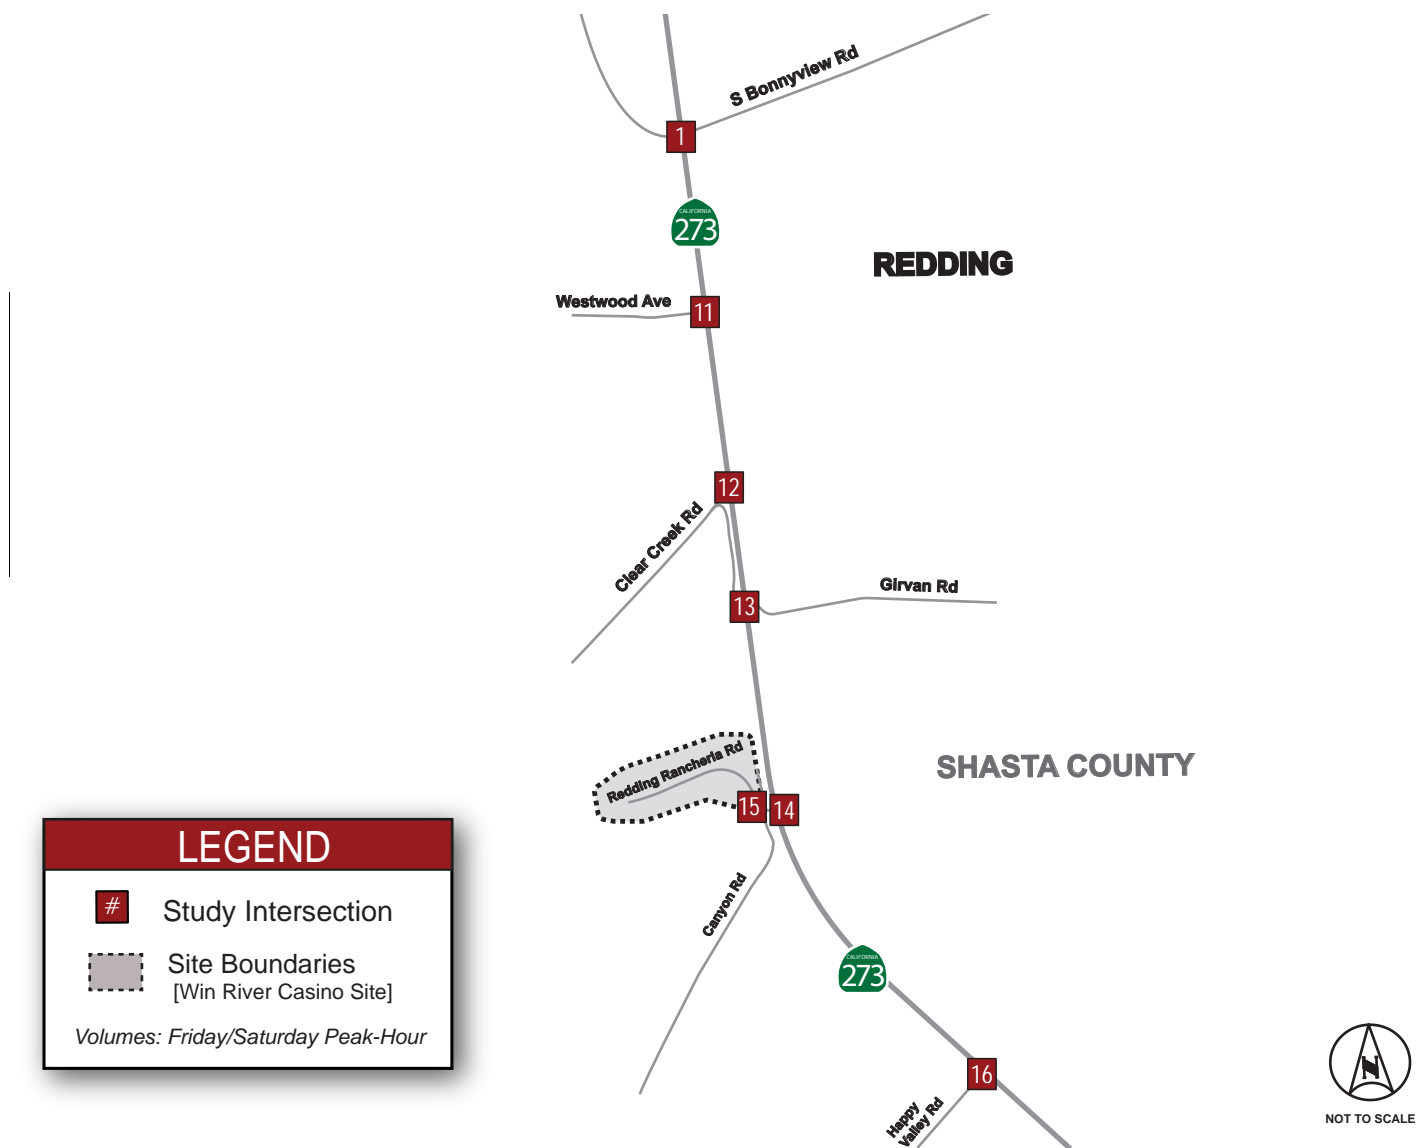 S Bonnyview Rd
1
CALIFORNIA
273
REDDING
Westwood Ave
11
12
Clear Creek Rd
Girvan Rd
13
Redding Rancheria Rd
SHASTA COUNTY
15
14
LEGEND
#
Study Intersection
Site Boundaries
[Win River Casino Site]
Volumes: Friday/Saturday Peak-Hour
Canyon Rd
CALIFORNIA
273
16
Happy
Valley Rd
N
NOT TO SCALE